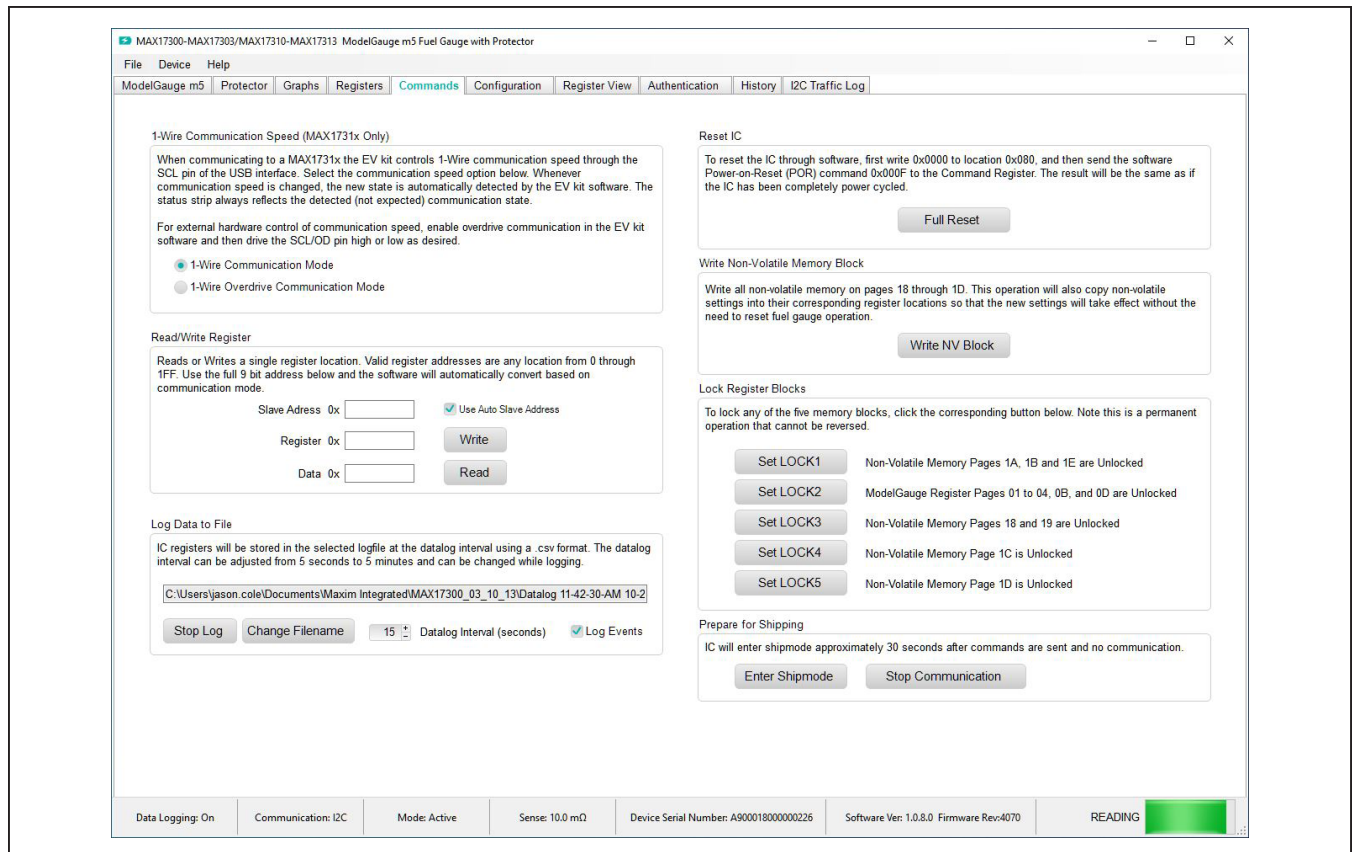 MAX17300-MAX17303/MAX17310-MAX17313 ModelGauge m5 Fuel Gauge with Protector
File Device Help
ModelGauge m5 Protector Graphs Registers Commands Configuration Register View Authentication History I2C Traffic Log
1-Wire Communication Speed (MAX1731x Only)
When communicating to a MAX1731x the EV kit controls 1-Wire communication speed through the
SCL pin of the USB interface. Select the communication speed option below. Whenever
communication speed is changed, the new state is automatically detected by the EV kit software. The
status strip always reflects the detected (not expected) communication state.
For external hardware control of communication speed, enable overdrive communication in the EV kit
software and then drive the SCL/OD pin high or low as desired.
1-Wire Communication Mode
1-Wire Overdrive Communication Mode
Read/Write Register
Reads or Writes a single register location. Valid register addresses are any location from 0 through
1FF. Use the full 9 bit address below and the software will automatically convert based on
communication mode.
Slave Adress 0x Use Auto Slave Address
Register 0x Write
Data 0x Read
Log Data to File
IC registers will be stored in the selected logfile at the datalog interval using a .csv format. The datalog
interval can be adjusted from 5 seconds to 5 minutes and can be changed while logging.
C:\Users\jason.cole\Documents\Maxim Integrated\MAX17300_03_10_13\Datalog 11-42-30-AM 10-2
Stop Log Change Filename 15 Datalog Interval (seconds) Log Events
Reset IC
To reset the IC through software, first write 0x0000 to location 0x080, and then send the software
Power-on-Reset (POR) command 0x000F to the Command Register. The result will be the same as if
the IC has been completely power cycled.
Full Reset
Write Non-Volatile Memory Block
Write all non-volatile memory on pages 18 through 1D. This operation will also copy non-volatile
settings into their corresponding register locations so that the new settings will take effect without the
need to reset fuel gauge operation.
Write NV Block
Lock Register Blocks
To lock any of the five memory blocks, click the corresponding button below. Note this is a permanent
operation that cannot be reversed.
Set LOCK1 Non-Volatile Memory Pages 1A, 1B and 1E are Unlocked
Set LOCK2 ModelGauge Register Pages 01 to 04, 0B, and 0D are Unlocked
Set LOCK3 Non-Volatile Memory Pages 18 and 19 are Unlocked
Set LOCK4 Non-Volatile Memory Page 1C is Unlocked
Set LOCK5 Non-Volatile Memory Page 1D is Unlocked
Prepare for Shipping
IC will enter shipmode approximately 30 seconds after commands are sent and no communication.
Enter Shipmode Stop Communication
Data Logging: On Communication: I2C Mode: Active Sense: 10.0 mΩ Device Serial Number: A900018000000226 Software Ver: 1.0.8.0 Firmware Rev:4070 READING